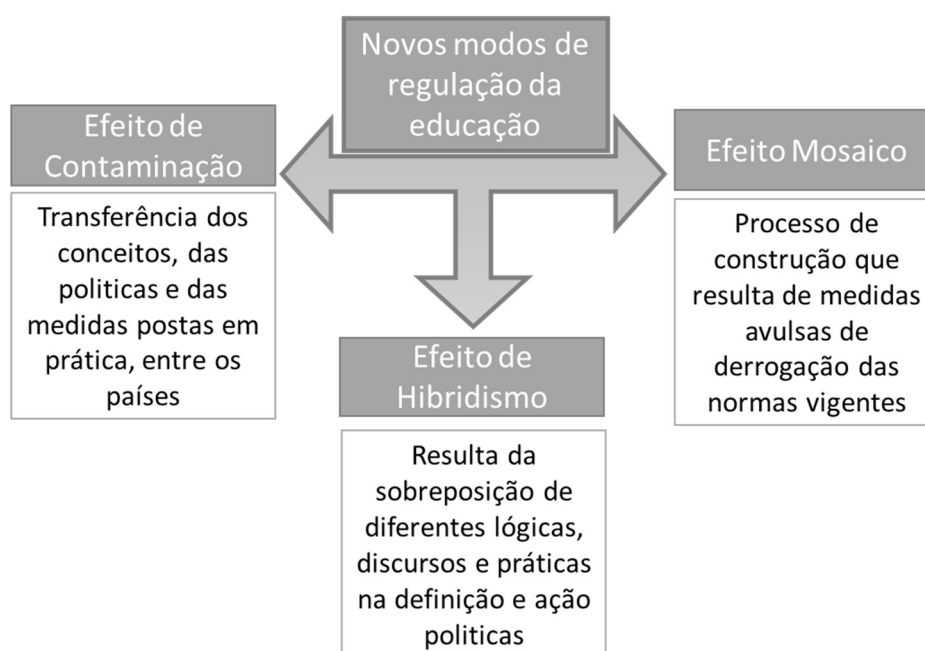 Novos modos de
regulação da
educação
Efeito de
Contaminação
Transferência dos
conceitos, das
politicas e das
medidas postas em
prática, entre os
países
Efeito de
Hibridismo
Resulta da
sobreposição de
diferentes lógicas,
discursos e práticas
na definição e ação
politicas
Efeito Mosaico
Processo de
construção que
resulta de medidas
avulsas de
derrogação das
normas vigentes